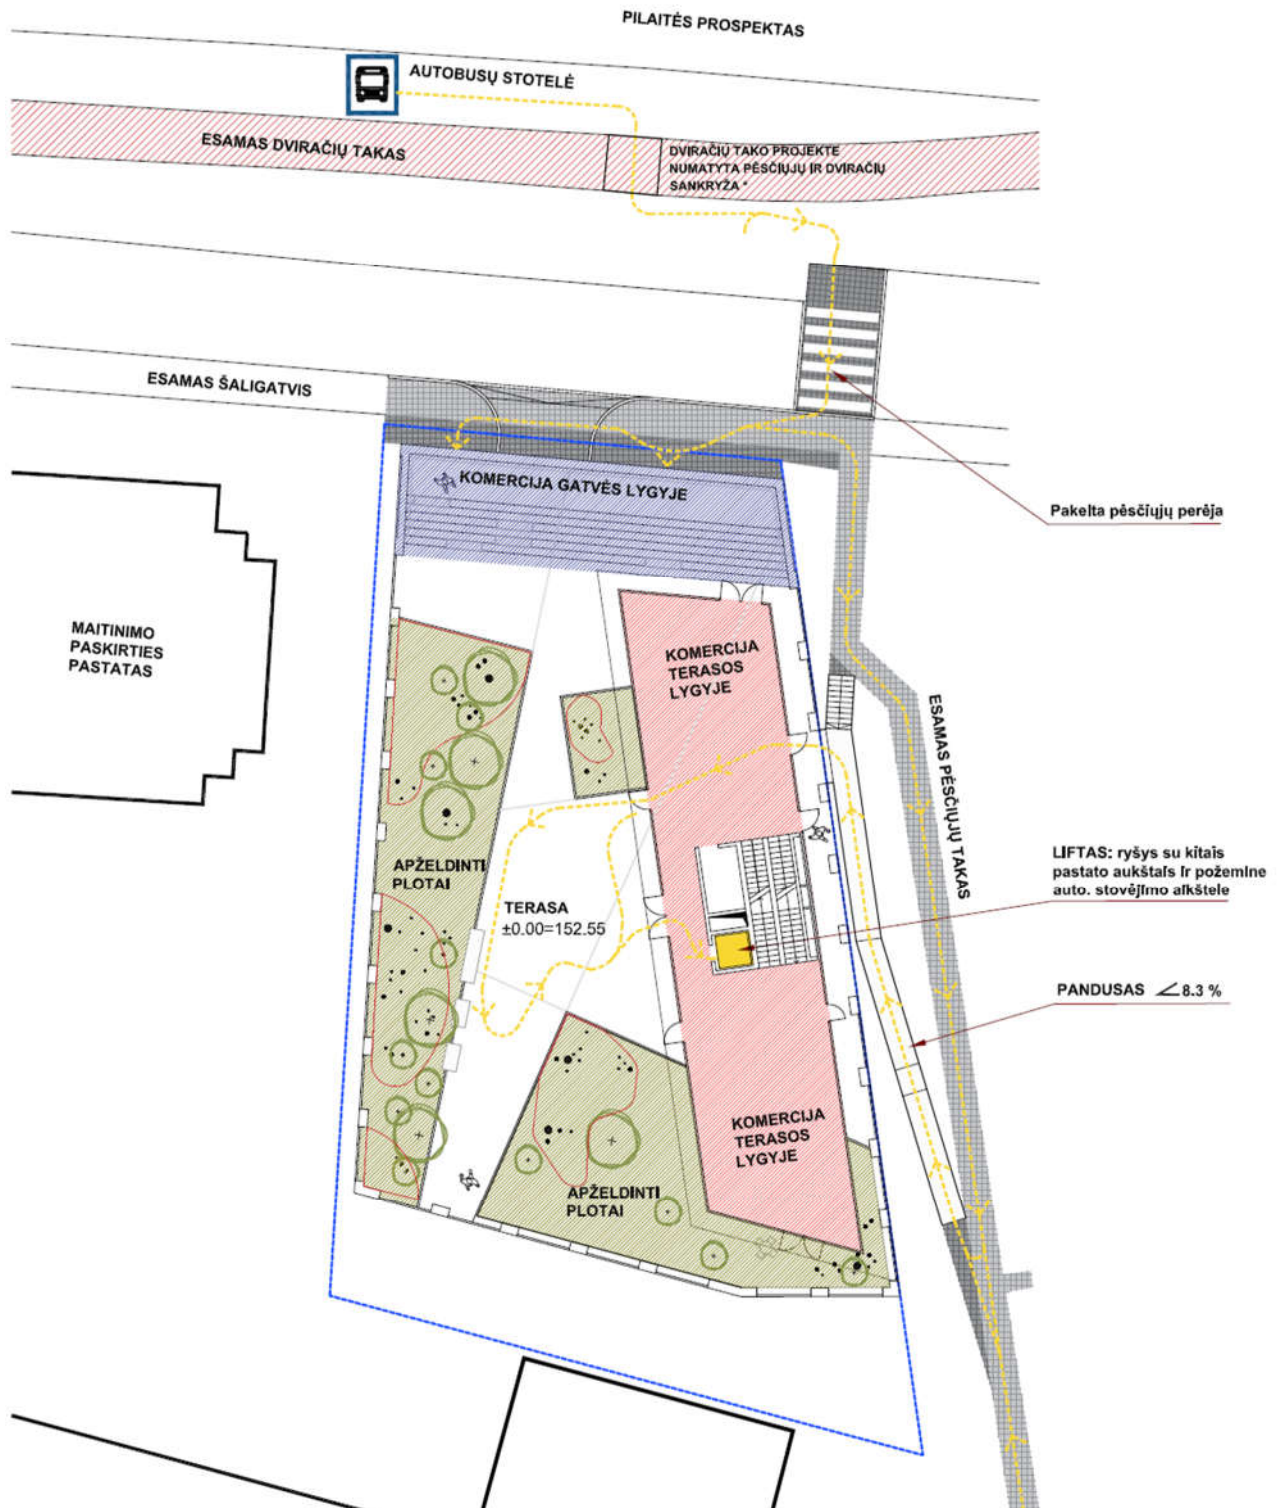 PILAITĖS PROSPEKTAS
AUTOBUSŲ STOTELĖ
ESAMAS DVIRAČIŲ TAKAS
DVIRAČIŲ TAKO PROJEKTE
NUMATYTA PĖSČIŲJŲ IR DVIRAČIŲ
SANKRYŽA *
ESAMAS ŠALIGATVIS
KOMERCIJA GATVĖS LYGYJE
Pakelta pėsčiųjų perėja
MAITINIMO
PASKIRTIES
PASTATAS
KOMERCIJA
TERASOS
LYGYJE
ESAMAS PĖSČIŲJŲ TAKAS
APŽELDINTI
PLOTAI
TERASA
±0.00=152.55
LIFTAS: ryšys su kitais
pastato aukštais ir požemine
auto. stovėjimo aikštele
PANDUSAS ∠8.3 %
KOMERCIJA
TERASOS
LYGYJE
APŽELDINTI
PLOTAI